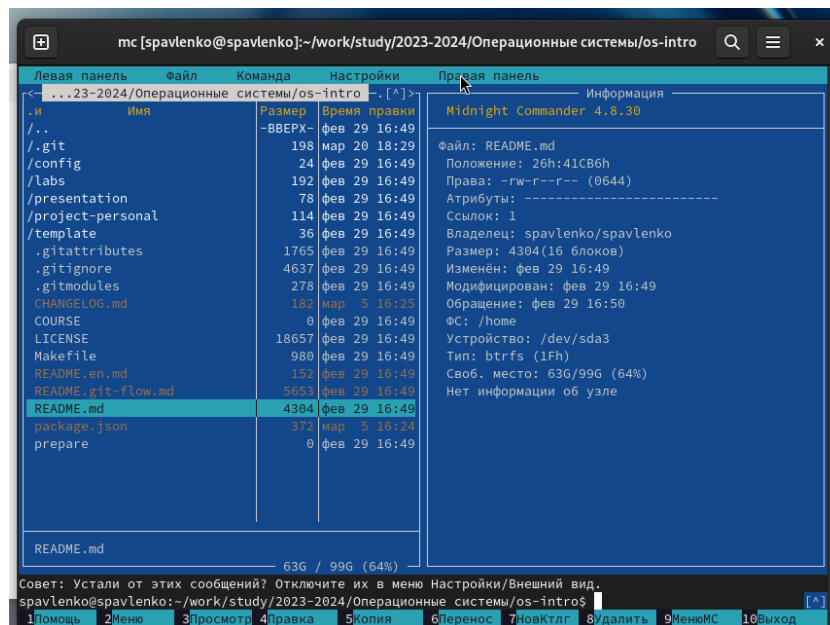 mc [spavlenko@spavlenko]:~/work/study/2023-2024/Операционные системы/os-intro
Левая панель Файл Команда Настройки Правая панель
<— ...23-2024/Операционные системы/os-intro —.[^]>
.и Имя Размер Время правки
/.. -ВВЕРХ- фев 29 16:49
/.git 198 мар 20 18:29
/config 24 фев 29 16:49
/labs 192 фев 29 16:49
/presentation 78 фев 29 16:49
/project-personal 114 фев 29 16:49
/template 36 фев 29 16:49
.gitattributes 1765 фев 29 16:49
.gitignore 4637 фев 29 16:49
.gitmodules 278 фев 29 16:49
CHANGELOG.md 182 мар 5 16:25
COURSE 0 фев 29 16:49
LICENSE 18657 фев 29 16:49
Makefile 980 фев 29 16:49
README.en.md 152 фев 29 16:49
README.git-flow.md 5653 фев 29 16:49
README.md 4304 фев 29 16:49
package.json 372 мар 5 16:24
prepare 0 фев 29 16:49
README.md
63G / 99G (64%)
Информация
Midnight Commander 4.8.30
Файл: README.md
Положение: 26h:41CB6h
Права: -rw-r--r-- (0644)
Атрибуты: -------------------------
Ссылок: 1
Владелец: spavlenko/spavlenko
Размер: 4304(16 блоков)
Изменён: фев 29 16:49
Модифицирован: фев 29 16:49
Обращение: фев 29 16:50
ФС: /home
Устройство: /dev/sda3
Тип: btrfs (1Fh)
Своб. место: 63G/99G (64%)
Нет информации об узле
Совет: Устали от этих сообщений? Отключите их в меню Настройки/Внешний вид.
spavlenko@spavlenko:~/work/study/2023-2024/Операционные системы/os-intro$ [^]
1Помощь 2Меню 3Просмотр 4Правка 5Копия 6Перенос 7НовКтлг 8Удалить 9МенюМС 10Выход